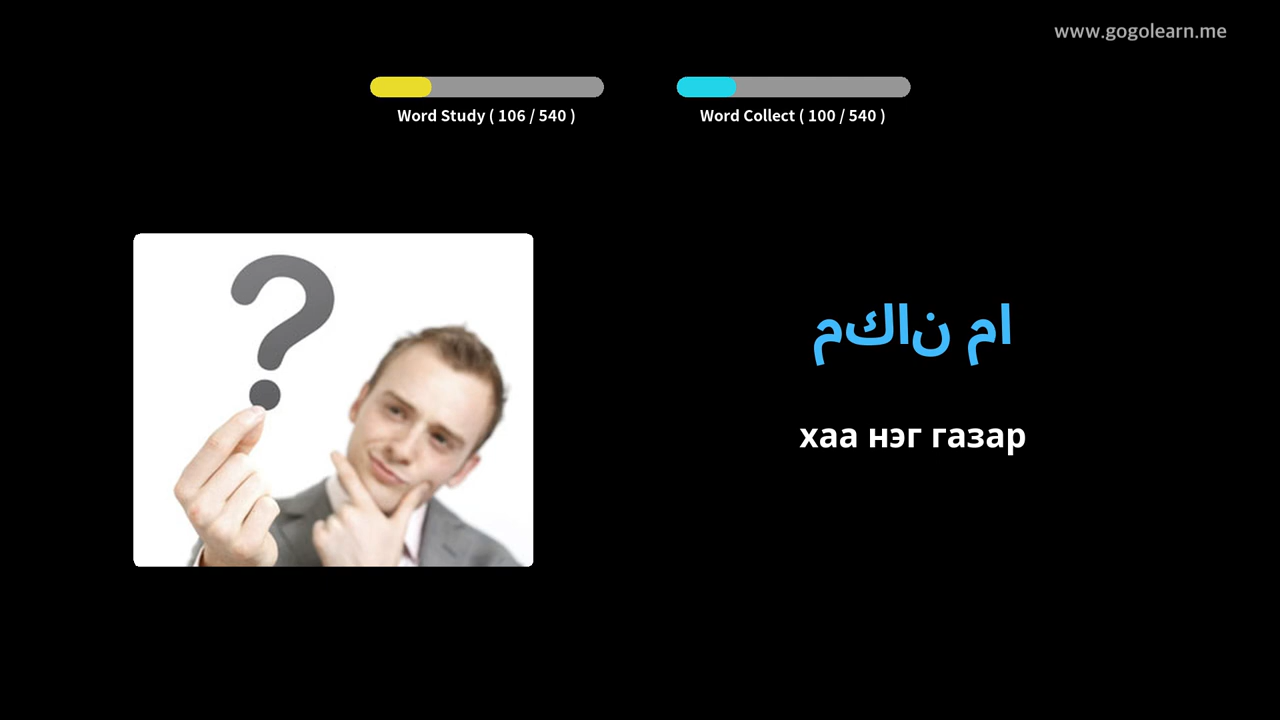 www.gogolearn.me
Word Study ( 106 / 540 )
Word Collect ( 100 / 540 )
مكان ما
хаа нэг газар